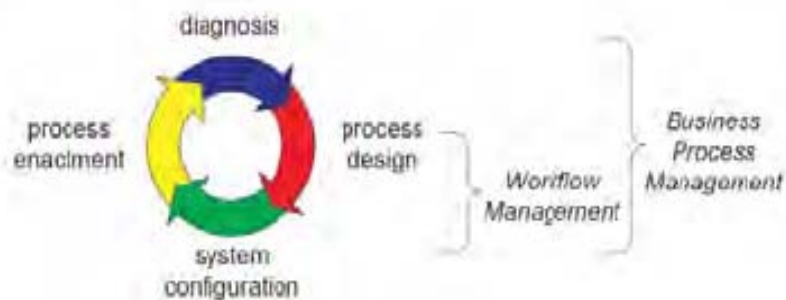 diagnosis
process
enactment
process
design
system
configuration
Workflow
Management
Business
Process
Management